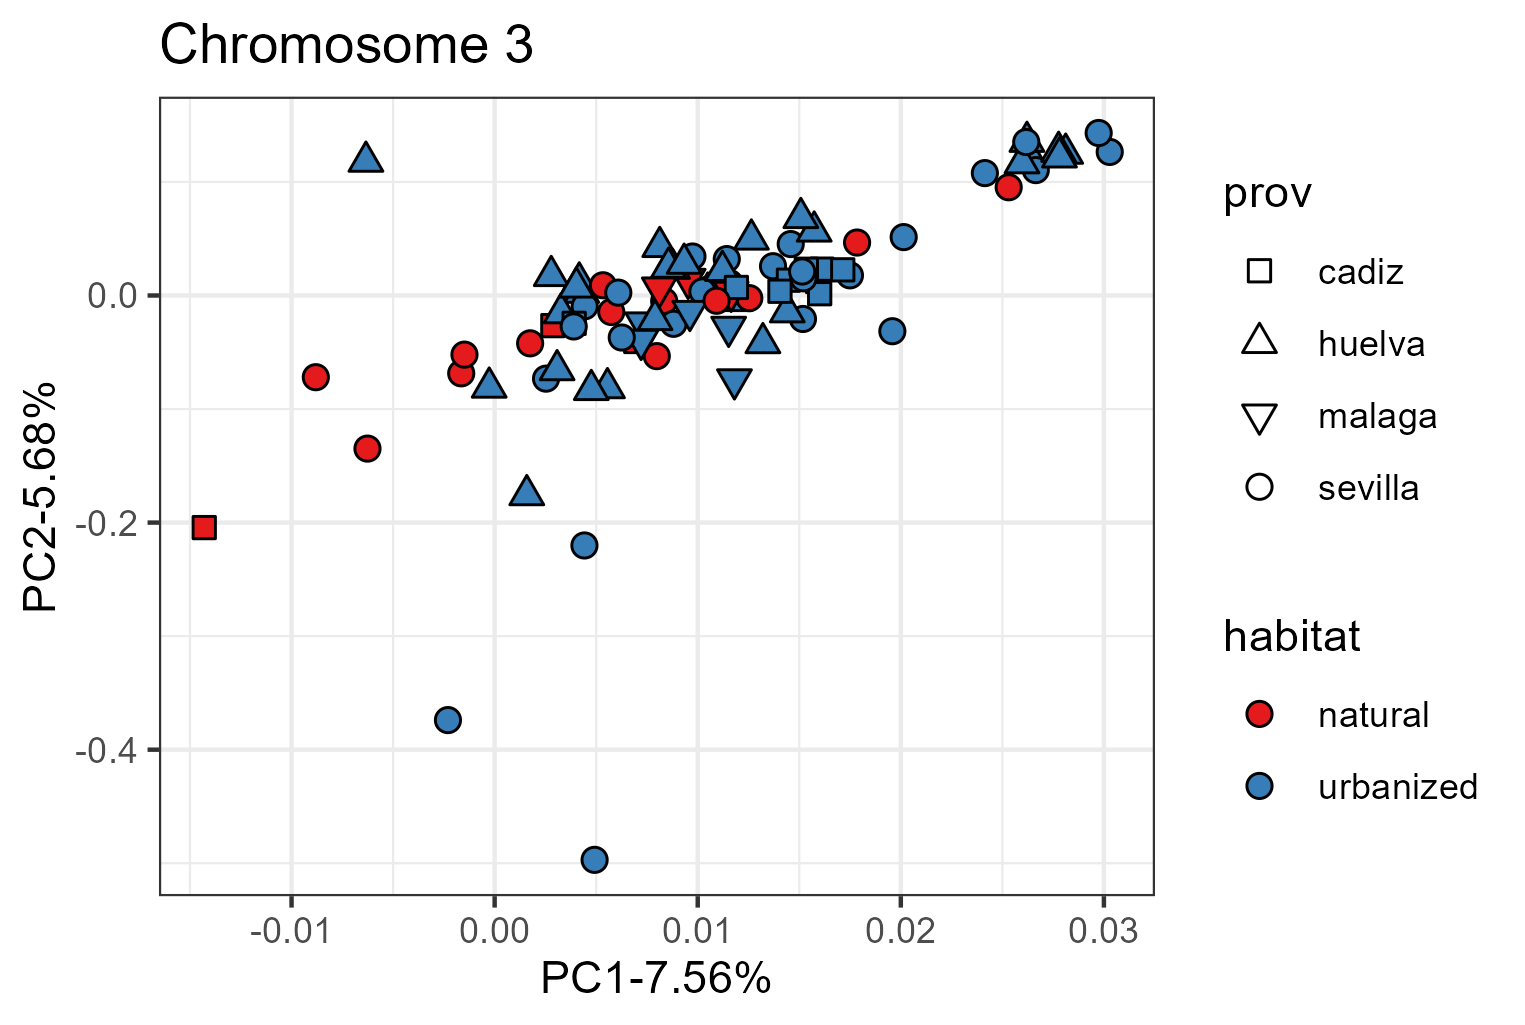 Chromosome 3
PC2-5.68%
0.0
-0.2
-0.4
-0.01
0.00
0.01
0.02
0.03
PC1-7.56%
prov
cadiz
huelva
malaga
sevilla
habitat
natural
urbanized